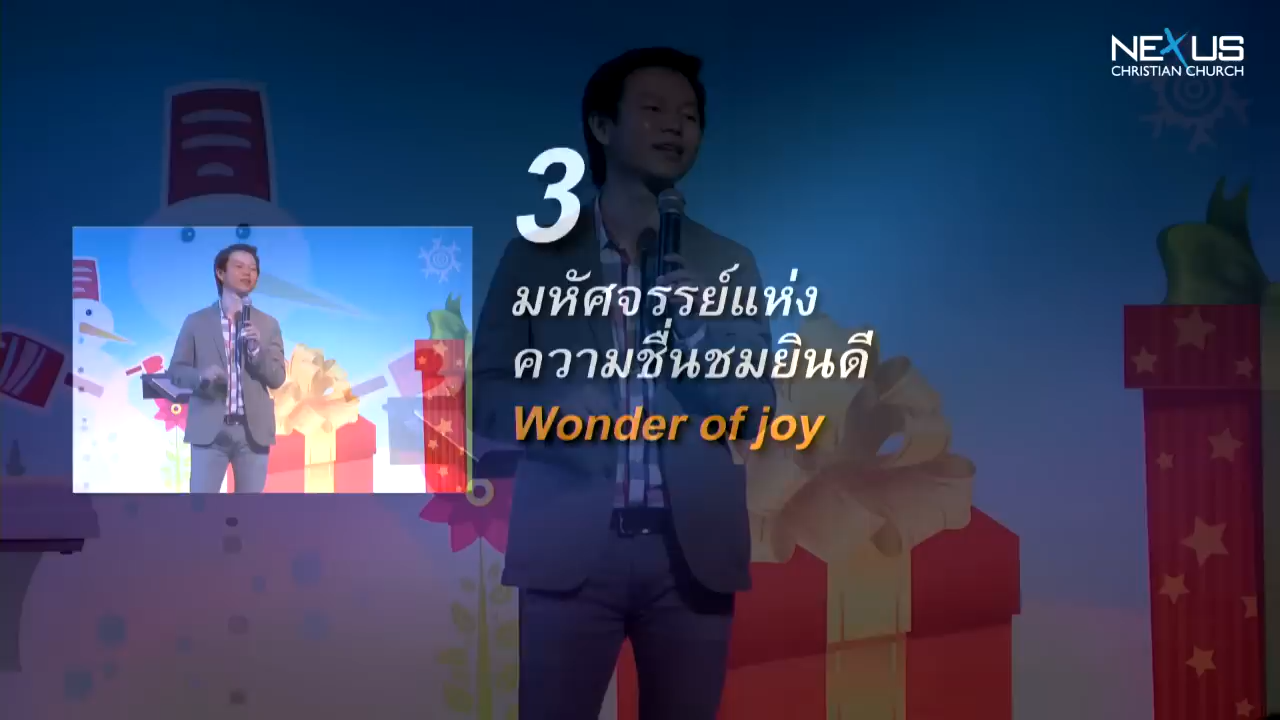 NEXUS
CHRISTIAN CHURCH
3
มหัศจรรย์แห่ง
ความชื่นชมยินดี
Wonder of joy